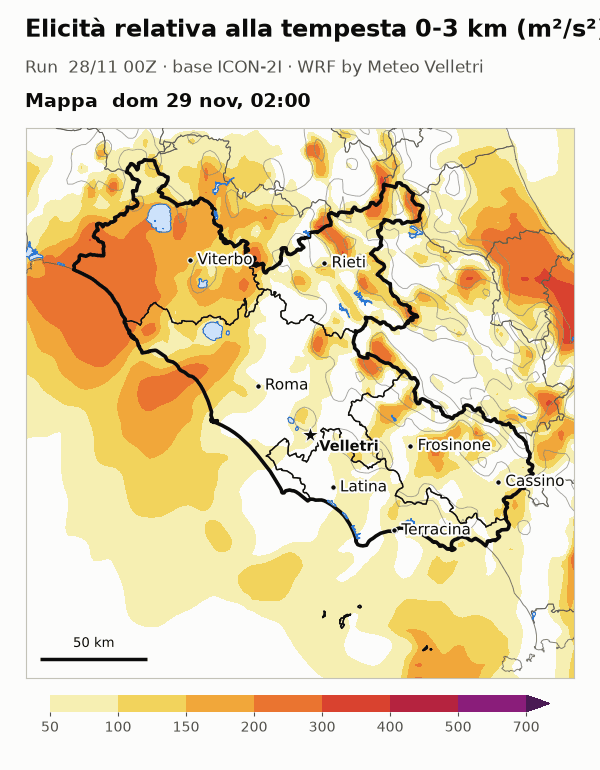 Elicità relativa alla tempesta 0-3 km (m²/s²)
Run 28/11 00Z · base ICON-2I · WRF by Meteo Velletri
Mappa dom 29 nov, 02:00
Viterbo
Rieti
Roma
Velletri
Frosinone
Latina
Cassino
Terracina
50 km
50 100 150 200 300 400 500 700